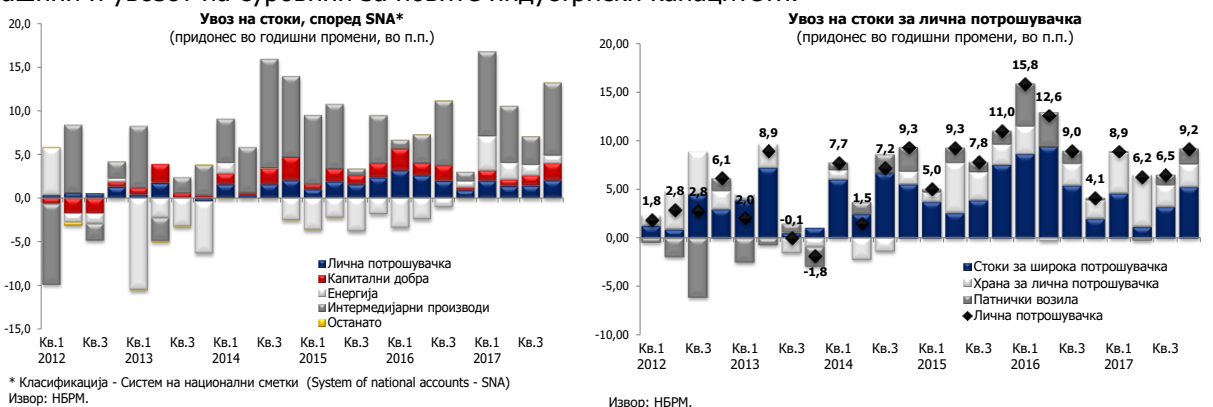 Увоз на стоки, според SNA*
(придонес во годишни промени, во п.п.)
20,0
15,0
10,0
5,0
0,0
-5,0
-10,0
-15,0
Лична потрошувачка
Капитални добра
Енергија
Интермедијарни производи
Останато
Кв.1 Кв.3 Кв.1 Кв.3 Кв.1 Кв.3 Кв.1 Кв.3 Кв.1 Кв.3 Кв.1 Кв.3
2012 2013 2014 2015 2016 2017
* Класификација - Систем на национални сметки (System of national accounts - SNA)
Извор: НБРМ.
Увоз на стоки за лична потрошувачка
(придонес во годишни промени, во п.п.)
20,00
15,00
10,00
5,00
0,00
-5,00
-10,00
1,8 2,8 2,8 6,1 2,0 8,9 -0,1 -1,8 7,7 1,5 7,2 9,3 5,0 9,3 7,8 11,0 15,8 12,6 9,0 4,1 8,9 6,2 6,5 9,2
Стоки за широка потрошувачка
Храна за лична потрошувачка
Патнички возила
Лична потрошувачка
Кв.1 Кв.3 Кв.1 Кв.3 Кв.1 Кв.3 Кв.1 Кв.3 Кв.1 Кв.3 Кв.1 Кв.3
2012 2013 2014 2015 2016 2017
Извор: НБРМ.